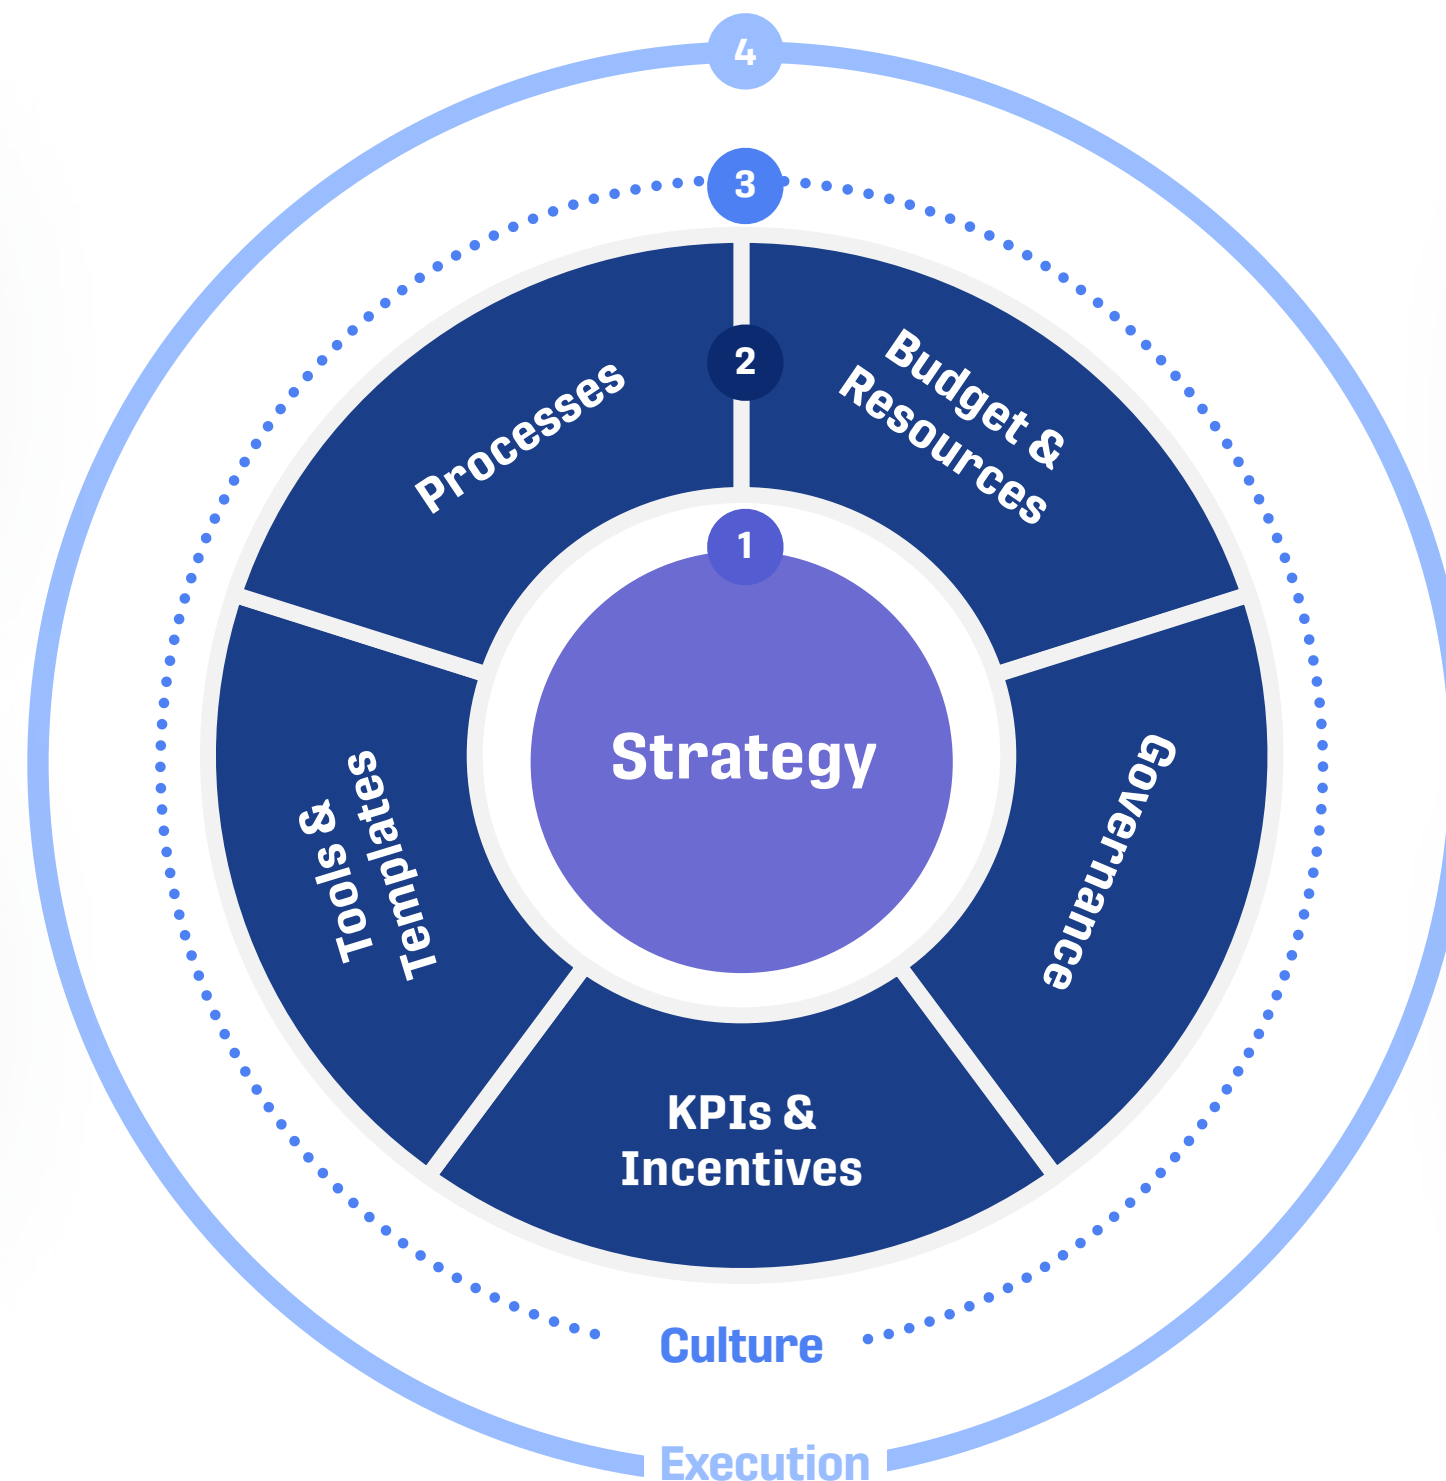 4
3
2
1
Processes
Budget &
Resources
Governance
KPIs &
Incentives
Tools &
Templates
Strategy
Culture
Execution